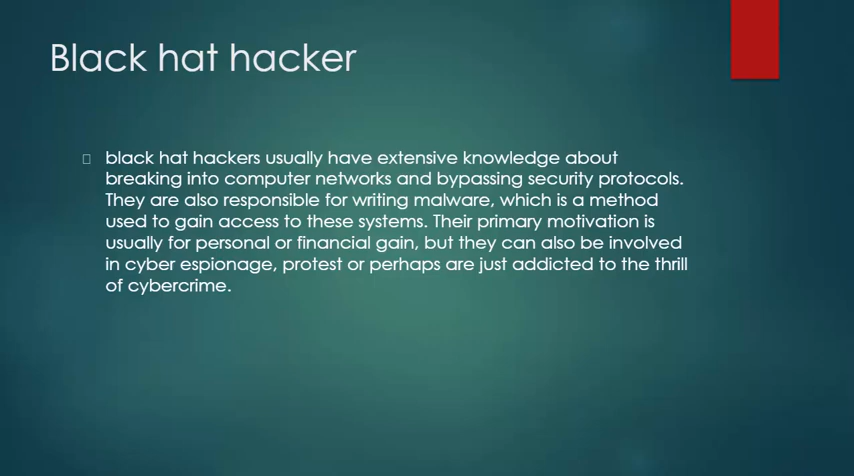 Black hat hacker
black hat hackers usually have extensive knowledge about
breaking into computer networks and bypassing security protocols.
They are also responsible for writing malware, which is a method
used to gain access to these systems. Their primary motivation is
usually for personal or financial gain, but they can also be involved
in cyber espionage, protest or perhaps are just addicted to the thrill
of cybercrime.